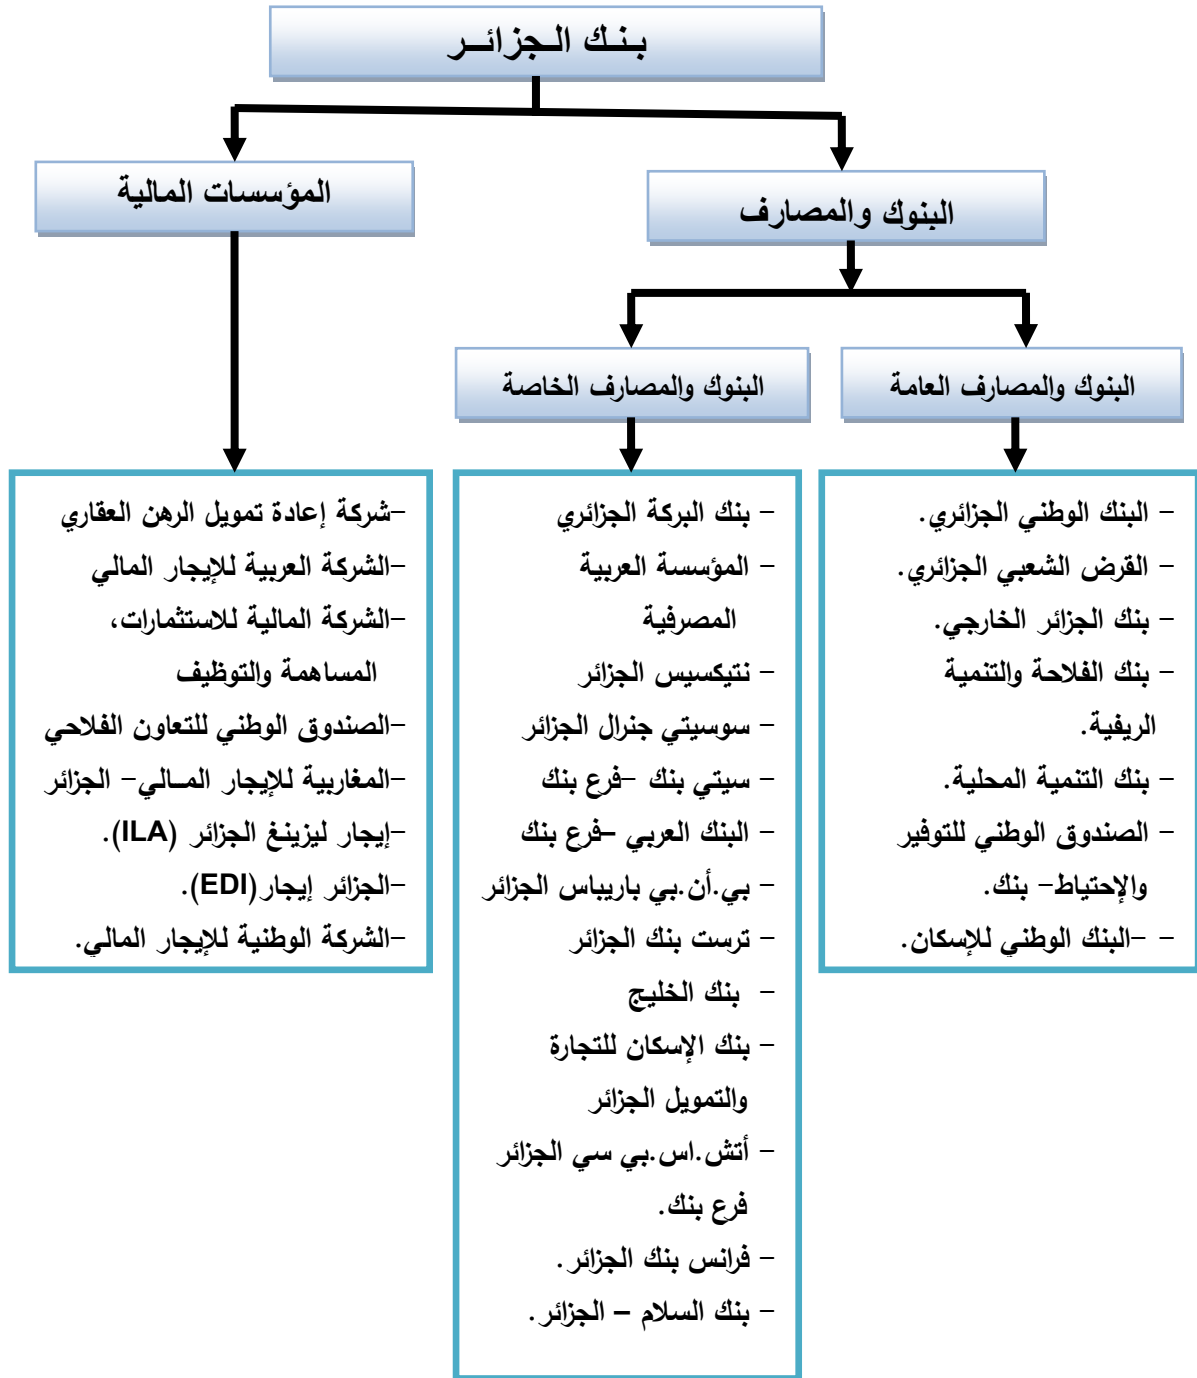 بـنـك الـجزائــر
البنوك والمصارف
المؤسسات المالية
البنوك والمصارف العامة
البنوك والمصارف الخاصة
- البنك الوطني الجزائري.
- القرض الشعبي الجزائري.
- بنك الجزائر الخارجي.
- بنك الفلاحة والتنمية
الريفية.
- بنك التنمية المحلية.
- الصندوق الوطني للتوفير
والإحتياط- بنك.
- -البنك الوطني للإسكان.
- بنك البركة الجزائري
- المؤسسة العربية
المصرفية
- نتيكسيس الجزائر
- سوسيتي جنرال الجزائر
- سيتي بنك -فرع بنك
- البنك العربي –فرع بنك
- بي.أن.بي باريباس الجزائر
- ترست بنك الجزائر
- بنك الخليج
- بنك الإسكان للتجارة
والتمويل الجزائر
- أتش.اس.بي سي الجزائر
فرع بنك.
- فرانس بنك الجزائر.
- بنك السلام – الجزائر.
-شركة إعادة تمويل الرهن العقاري
-الشركة العربية للإيجار المالي
-الشركة المالية للاستثمارات،
المساهمة والتوظيف
-الصندوق الوطني للتعاون الفلاحي
-المغاربية للإيجار المـالي- الجزائر
-إيجار ليزينغ الجزائر (ILA).
-الجزائر إيجار(EDI).
-الشركة الوطنية للإيجار المالي.